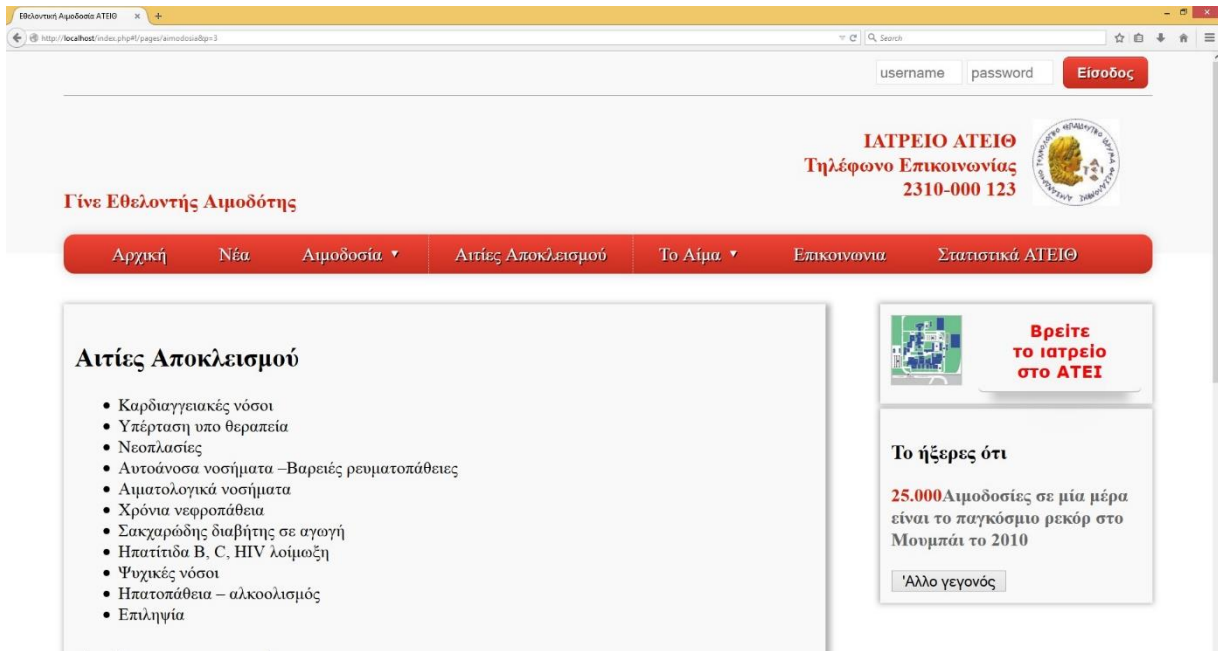 Εθελοντική Αιμοδοσία ΑΤΕΙΘ
http://localhost/index.php#!/pages/aimodosia&p=3
Search
username password Είσοδος
ΙΑΤΡΕΙΟ ΑΤΕΙΘ
Τηλέφωνο Επικοινωνίας
2310-000 123
Γίνε Εθελοντής Αιμοδότης
Αρχική Νέα Αιμοδοσία ▼ Αιτίες Αποκλεισμού Το Αίμα ▼ Επικοινωνια Στατιστικά ΑΤΕΙΘ
Αιτίες Αποκλεισμού
• Καρδιαγγειακές νόσοι
• Υπέρταση υπο θεραπεία
• Νεοπλασίες
• Αυτοάνοσα νοσήματα –Βαρειές ρευματοπάθειες
• Αιματολογικά νοσήματα
• Χρόνια νεφροπάθεια
• Σακχαρώδης διαβήτης σε αγωγή
• Ηπατίτιδα Β, C, HIV λοίμωξη
• Ψυχικές νόσοι
• Ηπατοπάθεια – αλκοολισμός
• Επιληψία
Βρείτε
το ιατρείο
στο ΑΤΕΙ
Το ήξερες ότι
25.000Αιμοδοσίες σε μία μέρα
είναι το παγκόσμιο ρεκόρ στο
Μουμπάι το 2010
'Αλλο γεγονός